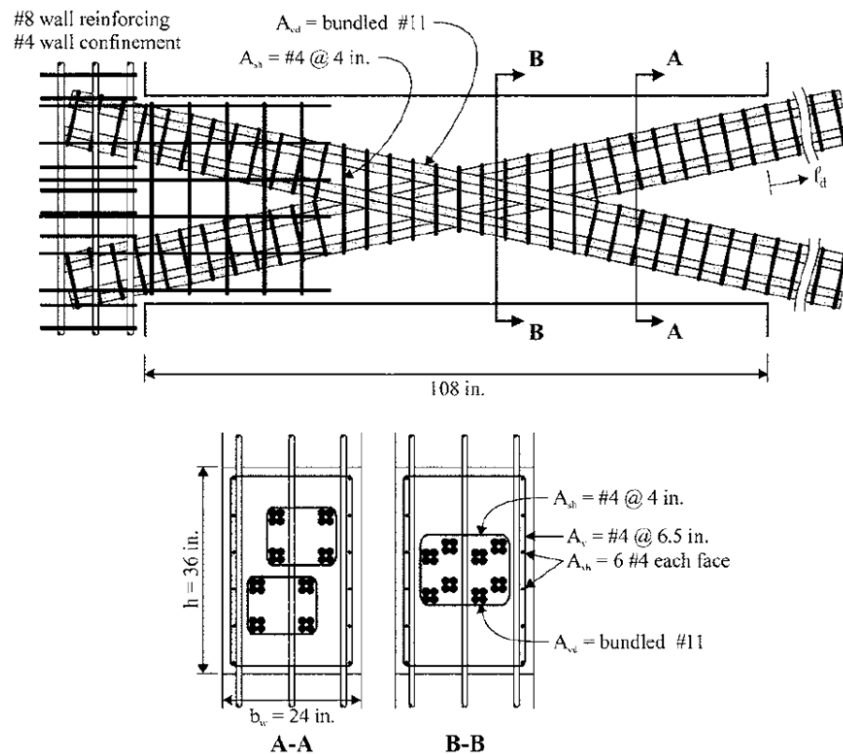 #8 wall reinforcing
#4 wall confinement
A_vd = bundled #11
A_sh = #4 @ 4 in.
B
A
ℓ_d
B
A
108 in.
h = 36 in.
b_w = 24 in.
A-A
B-B
A_sh = #4 @ 4 in.
A_v = #4 @ 6.5 in.
A_vh = 6 #4 each face
A_vd = bundled #11